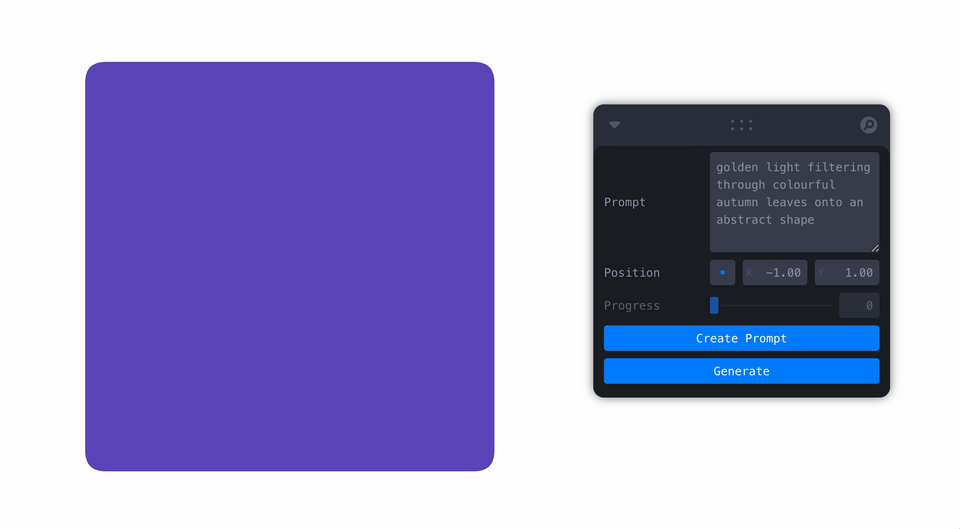 Prompt
golden light filtering
through colourful
autumn leaves onto an
abstract shape
Position
X −1.00 Y 1.00
Progress
0
Create Prompt
Generate